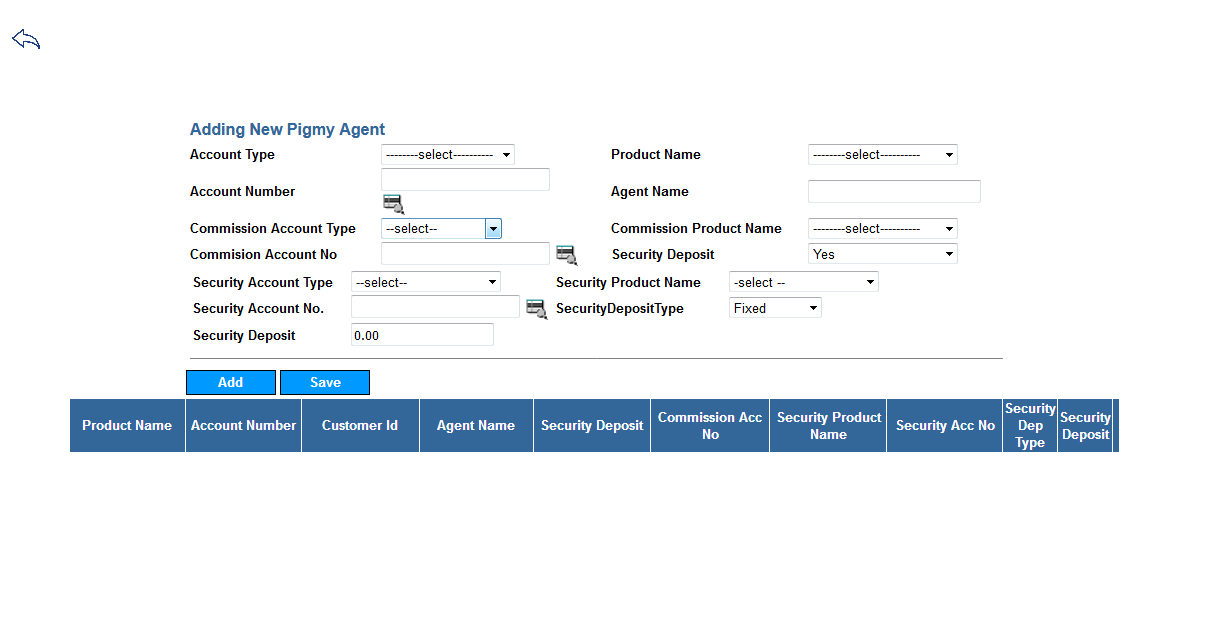 Adding New Pigmy Agent
Account Type --------select---------- Product Name --------select----------
Account Number Agent Name
Commission Account Type --select-- Commission Product Name --------select----------
Commision Account No Security Deposit Yes
Security Account Type --select-- Security Product Name -select --
Security Account No. SecurityDepositType Fixed
Security Deposit 0.00
Add Save
Product Name Account Number Customer Id Agent Name Security Deposit Commission Acc No Security Product Name Security Acc No Security Dep Type Security Deposit